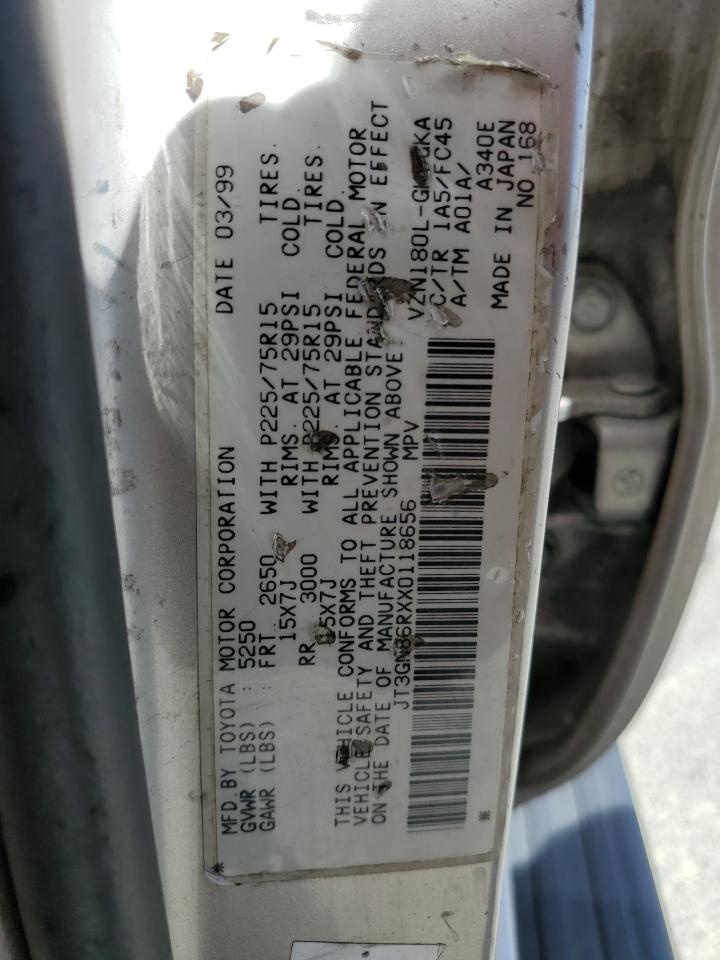 MFD. BY TOYOTA MOTOR CORPORATION DATE 03/99
GVWR (LBS) : 5250
GAWR (LBS) : FRT 2650 WITH P225/75R15 TIRES.
15X7J RIMS. AT 29PSI COLD.
RR 3000 WITH P225/75R15 TIRES.
5X7J RIMS. AT 29PSI COLD.
THIS VEHICLE CONFORMS TO ALL APPLICABLE FEDERAL MOTOR
VEHICLE SAFETY AND THEFT PREVENTION STANDARDS IN EFFECT
ON THE DATE OF MANUFACTURE SHOWN ABOVE
JT3GN86RXX0118656 MPV
C/TR 1A5/FC45
A/TM A01A/
A340E
MADE IN JAPAN
NO 168